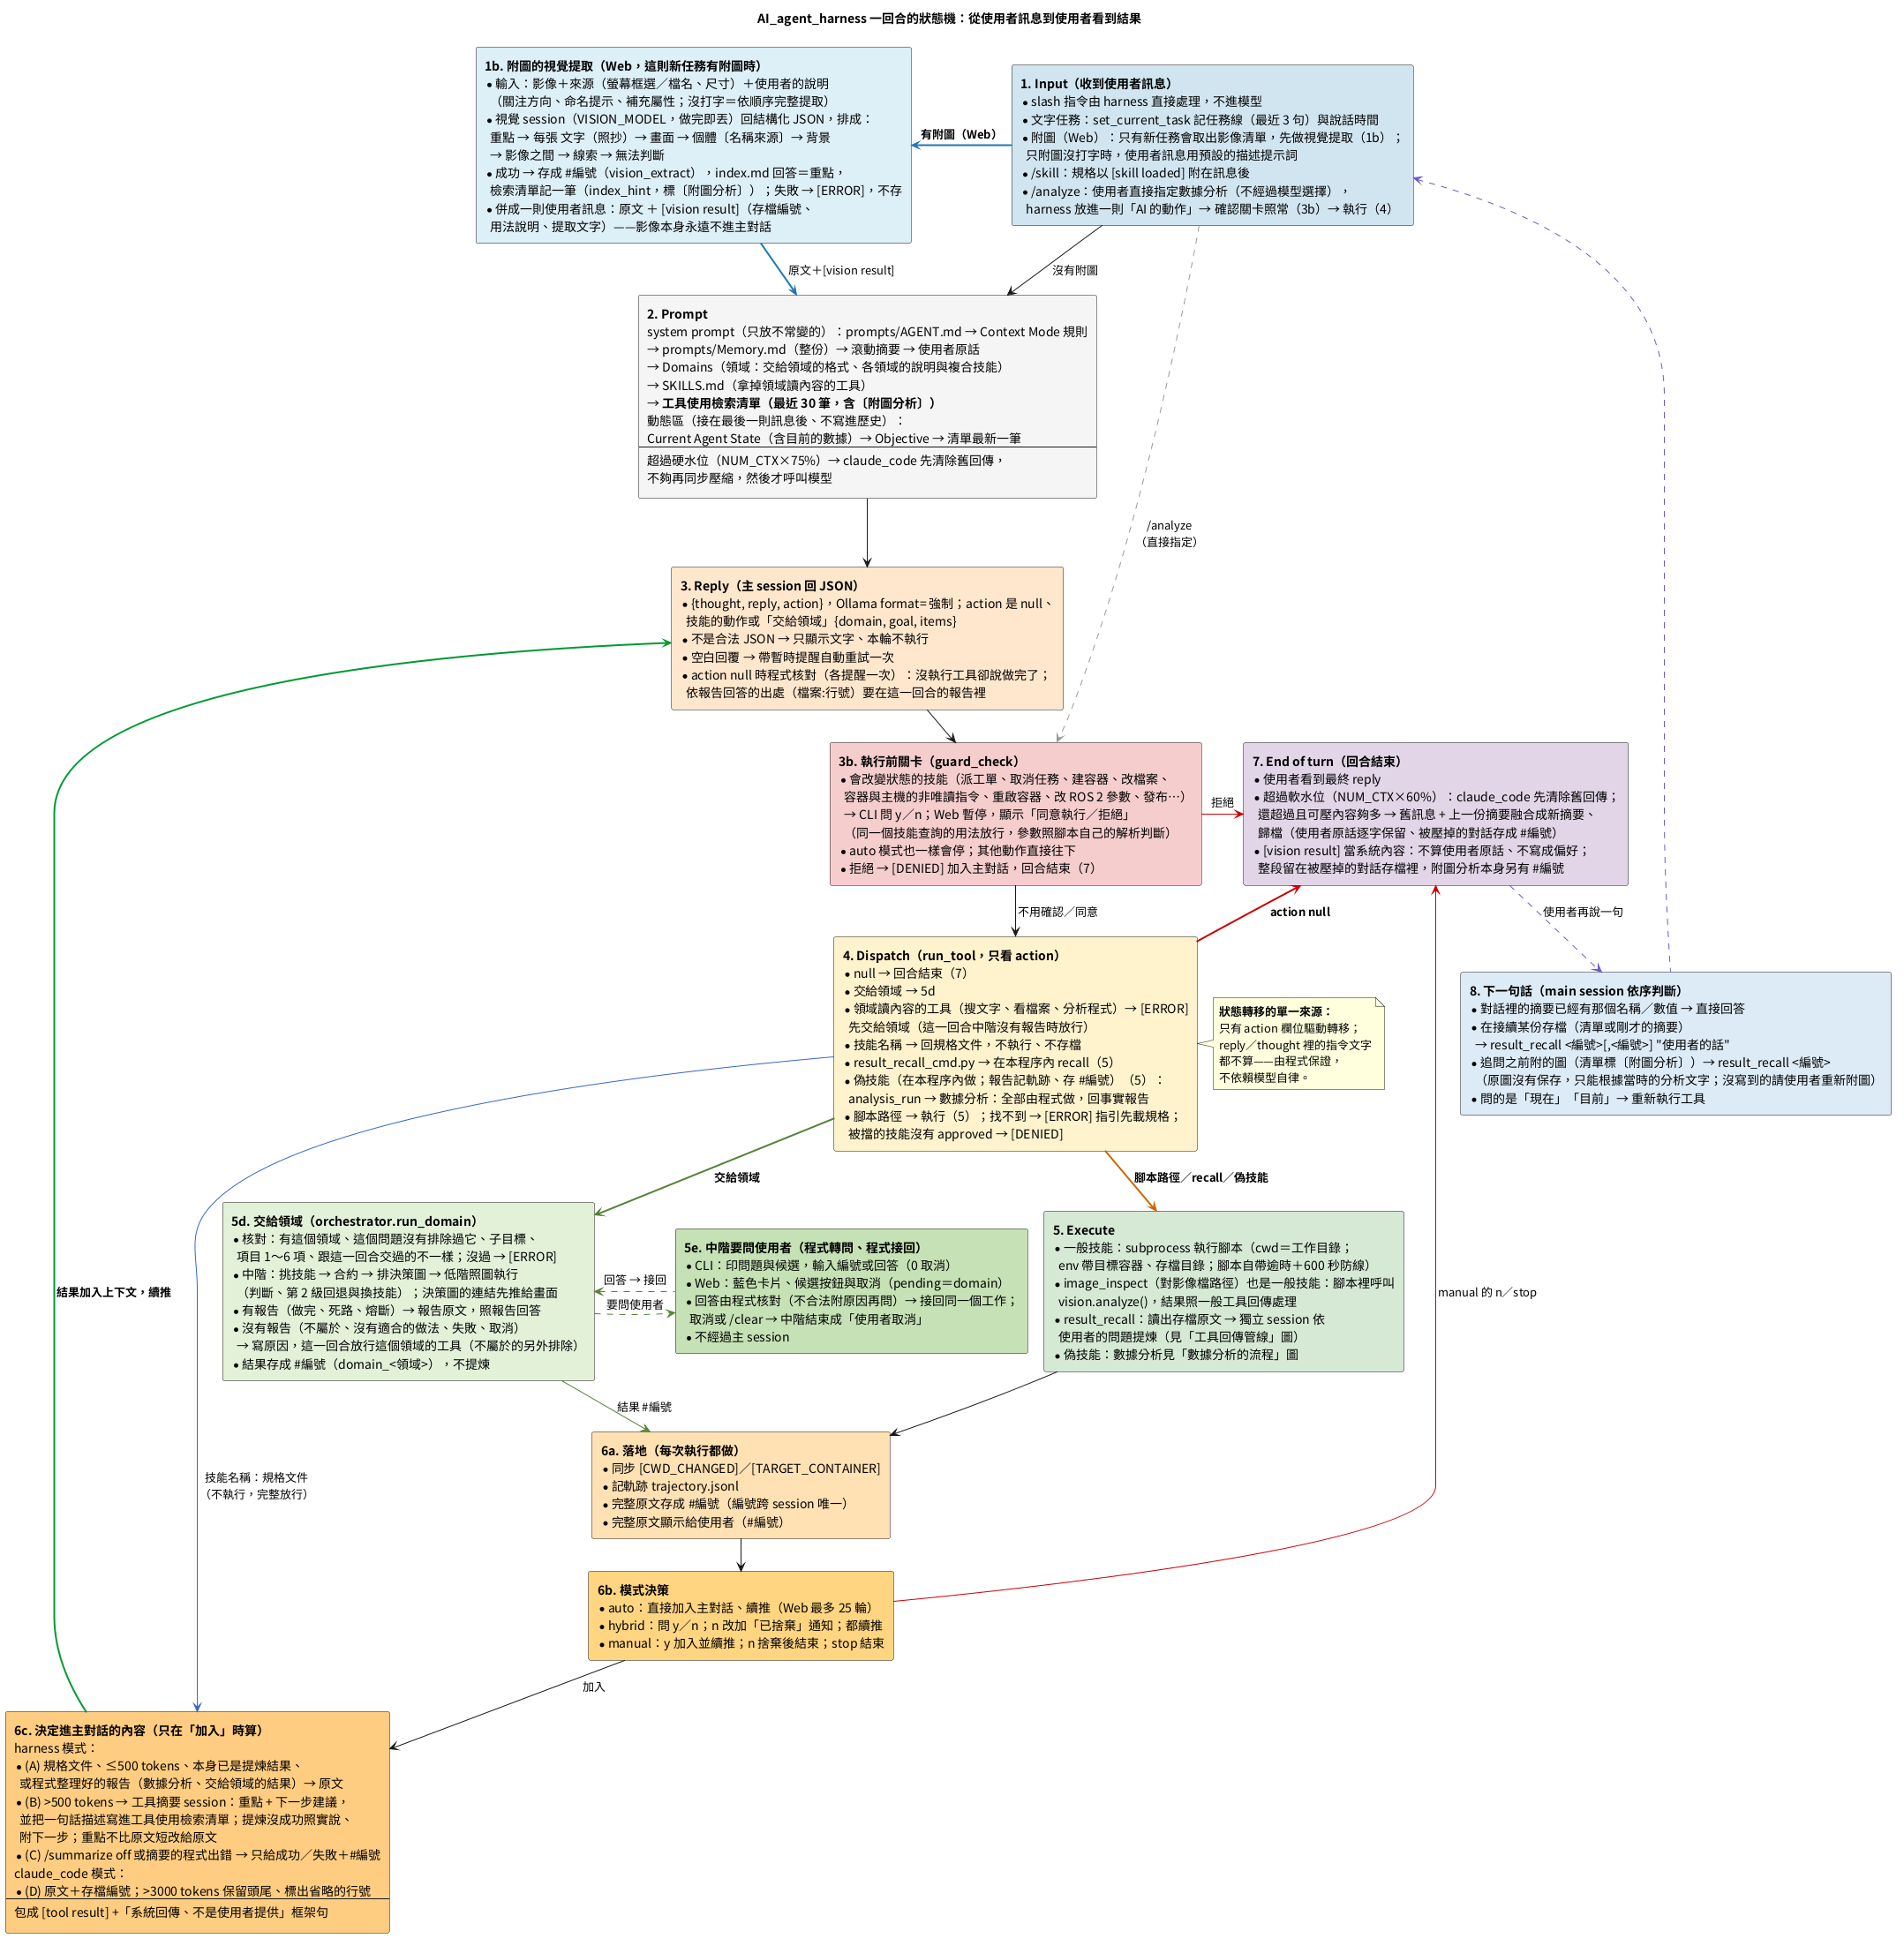 AI_agent_harness 一回合的狀態機：從使用者訊息到使用者看到結果
1b. 附圖的視覺提取（Web，這則新任務有附圖時）
• 輸入：影像＋來源（螢幕框選／檔名、尺寸）＋使用者的說明
（關注方向、命名提示、補充屬性；沒打字＝依順序完整提取）
• 視覺 session（VISION_MODEL，做完即丟）回結構化 JSON，排成：
重點 → 每張 文字（照抄）→ 畫面 → 個體〔名稱來源〕→ 背景
→ 影像之間 → 線索 → 無法判斷
• 成功 → 存成 #編號（vision_extract），index.md 回答＝重點，
檢索清單記一筆（index_hint，標〔附圖分析〕）；失敗 → [ERROR]，不存
• 併成一則使用者訊息：原文 ＋ [vision result]（存檔編號、
用法說明、提取文字）——影像本身永遠不進主對話
有附圖（Web）
1. Input（收到使用者訊息）
• slash 指令由 harness 直接處理，不進模型
• 文字任務：set_current_task 記任務線（最近 3 句）與說話時間
• 附圖（Web）：只有新任務會取出影像清單，先做視覺提取（1b）；
只附圖沒打字時，使用者訊息用預設的描述提示詞
• /skill：規格以 [skill loaded] 附在訊息後
• /analyze：使用者直接指定數據分析（不經過模型選擇），
harness 放進一則「AI 的動作」→ 確認關卡照常（3b）→ 執行（4）
原文＋[vision result]
沒有附圖
2. Prompt
system prompt（只放不常變的）：prompts/AGENT.md → Context Mode 規則
→ prompts/Memory.md（整份）→ 滾動摘要 → 使用者原話
→ Domains（領域：交給領域的格式、各領域的說明與複合技能）
→ SKILLS.md（拿掉領域讀內容的工具）
→ 工具使用檢索清單（最近 30 筆，含〔附圖分析〕）
動態區（接在最後一則訊息後、不寫進歷史）：
Current Agent State（含目前的數據）→ Objective → 清單最新一筆
超過硬水位（NUM_CTX×75%）→ claude_code 先清除舊回傳，
不夠再同步壓縮，然後才呼叫模型
/analyze
（直接指定）
3. Reply（主 session 回 JSON）
• {thought, reply, action}，Ollama format= 強制；action 是 null、
技能的動作或「交給領域」{domain, goal, items}
• 不是合法 JSON → 只顯示文字、本輪不執行
• 空白回覆 → 帶暫時提醒自動重試一次
• action null 時程式核對（各提醒一次）：沒執行工具卻說做完了；
依報告回答的出處（檔案:行號）要在這一回合的報告裡
3b. 執行前關卡（guard_check）
• 會改變狀態的技能（派工單、取消任務、建容器、改檔案、
容器與主機的非唯讀指令、重啟容器、改 ROS 2 參數、發布…）
→ CLI 問 y／n；Web 暫停，顯示「同意執行／拒絕」
（同一個技能查詢的用法放行，參數照腳本自己的解析判斷）
• auto 模式也一樣會停；其他動作直接往下
• 拒絕 → [DENIED] 加入主對話，回合結束（7）
拒絕
7. End of turn（回合結束）
• 使用者看到最終 reply
• 超過軟水位（NUM_CTX×60%）：claude_code 先清除舊回傳；
還超過且可壓內容夠多 → 舊訊息 + 上一份摘要融合成新摘要、
歸檔（使用者原話逐字保留、被壓掉的對話存成 #編號）
• [vision result] 當系統內容：不算使用者原話、不寫成偏好；
整段留在被壓掉的對話存檔裡，附圖分析本身另有 #編號
不用確認／同意
action null
使用者再說一句
4. Dispatch（run_tool，只看 action）
• null → 回合結束（7）
• 交給領域 → 5d
• 領域讀內容的工具（搜文字、看檔案、分析程式）→ [ERROR]
先交給領域（這一回合中階沒有報告時放行）
• 技能名稱 → 回規格文件，不執行、不存檔
• result_recall_cmd.py → 在本程序內 recall（5）
• 偽技能（在本程序內做；報告記軌跡、存 #編號）（5）：
analysis_run → 數據分析：全部由程式做，回事實報告
• 腳本路徑 → 執行（5）；找不到 → [ERROR] 指引先載規格；
被擋的技能沒有 approved → [DENIED]
狀態轉移的單一來源：
只有 action 欄位驅動轉移；
reply／thought 裡的指令文字
都不算——由程式保證，
不依賴模型自律。
8. 下一句話（main session 依序判斷）
• 對話裡的摘要已經有那個名稱／數值 → 直接回答
• 在接續某份存檔（清單或剛才的摘要）
→ result_recall <編號>[,<編號>] "使用者的話"
• 追問之前附的圖（清單標〔附圖分析〕）→ result_recall <編號>
（原圖沒有保存，只能根據當時的分析文字；沒寫到的請使用者重新附圖）
• 問的是「現在」「目前」→ 重新執行工具
交給領域
腳本路徑／recall／偽技能
5d. 交給領域（orchestrator.run_domain）
• 核對：有這個領域、這個問題沒有排除過它、子目標、
項目 1～6 項、跟這一回合交過的不一樣；沒過 → [ERROR]
• 中階：挑技能 → 合約 → 排決策圖 → 低階照圖執行
（判斷、第 2 級回退與換技能）；決策圖的連結先推給畫面
• 有報告（做完、死路、熔斷）→ 報告原文，照報告回答
• 沒有報告（不屬於、沒有適合的做法、失敗、取消）
→ 寫原因，這一回合放行這個領域的工具（不屬於的另外排除）
• 結果存成 #編號（domain_<領域>），不提煉
回答 → 接回
要問使用者
5e. 中階要問使用者（程式轉問、程式接回）
• CLI：印問題與候選，輸入編號或回答（0 取消）
• Web：藍色卡片、候選按鈕與取消（pending＝domain）
• 回答由程式核對（不合法附原因再問）→ 接回同一個工作；
取消或 /clear → 中階結束成「使用者取消」
• 不經過主 session
5. Execute
• 一般技能：subprocess 執行腳本（cwd＝工作目錄；
env 帶目標容器、存檔目錄；腳本自帶逾時＋600 秒防線）
• image_inspect（對影像檔路徑）也是一般技能：腳本裡呼叫
vision.analyze()，結果照一般工具回傳處理
• result_recall：讀出存檔原文 → 獨立 session 依
使用者的問題提煉（見「工具回傳管線」圖）
• 偽技能：數據分析見「數據分析的流程」圖
結果加入上下文，續推
manual 的 n／stop
結果 #編號
6a. 落地（每次執行都做）
• 同步 [CWD_CHANGED]／[TARGET_CONTAINER]
• 記軌跡 trajectory.jsonl
• 完整原文存成 #編號（編號跨 session 唯一）
• 完整原文顯示給使用者（#編號）
技能名稱：規格文件
（不執行，完整放行）
6b. 模式決策
• auto：直接加入主對話、續推（Web 最多 25 輪）
• hybrid：問 y／n；n 改加「已捨棄」通知；都續推
• manual：y 加入並續推；n 捨棄後結束；stop 結束
加入
6c. 決定進主對話的內容（只在「加入」時算）
harness 模式：
• (A) 規格文件、≤500 tokens、本身已是提煉結果、
或程式整理好的報告（數據分析、交給領域的結果）→ 原文
• (B) >500 tokens → 工具摘要 session：重點 + 下一步建議，
並把一句話描述寫進工具使用檢索清單；提煉沒成功照實說、
附下一步；重點不比原文短改給原文
• (C) /summarize off 或摘要的程式出錯 → 只給成功／失敗＋#編號
claude_code 模式：
• (D) 原文＋存檔編號；>3000 tokens 保留頭尾、標出省略的行號
包成 [tool result] +「系統回傳、不是使用者提供」框架句